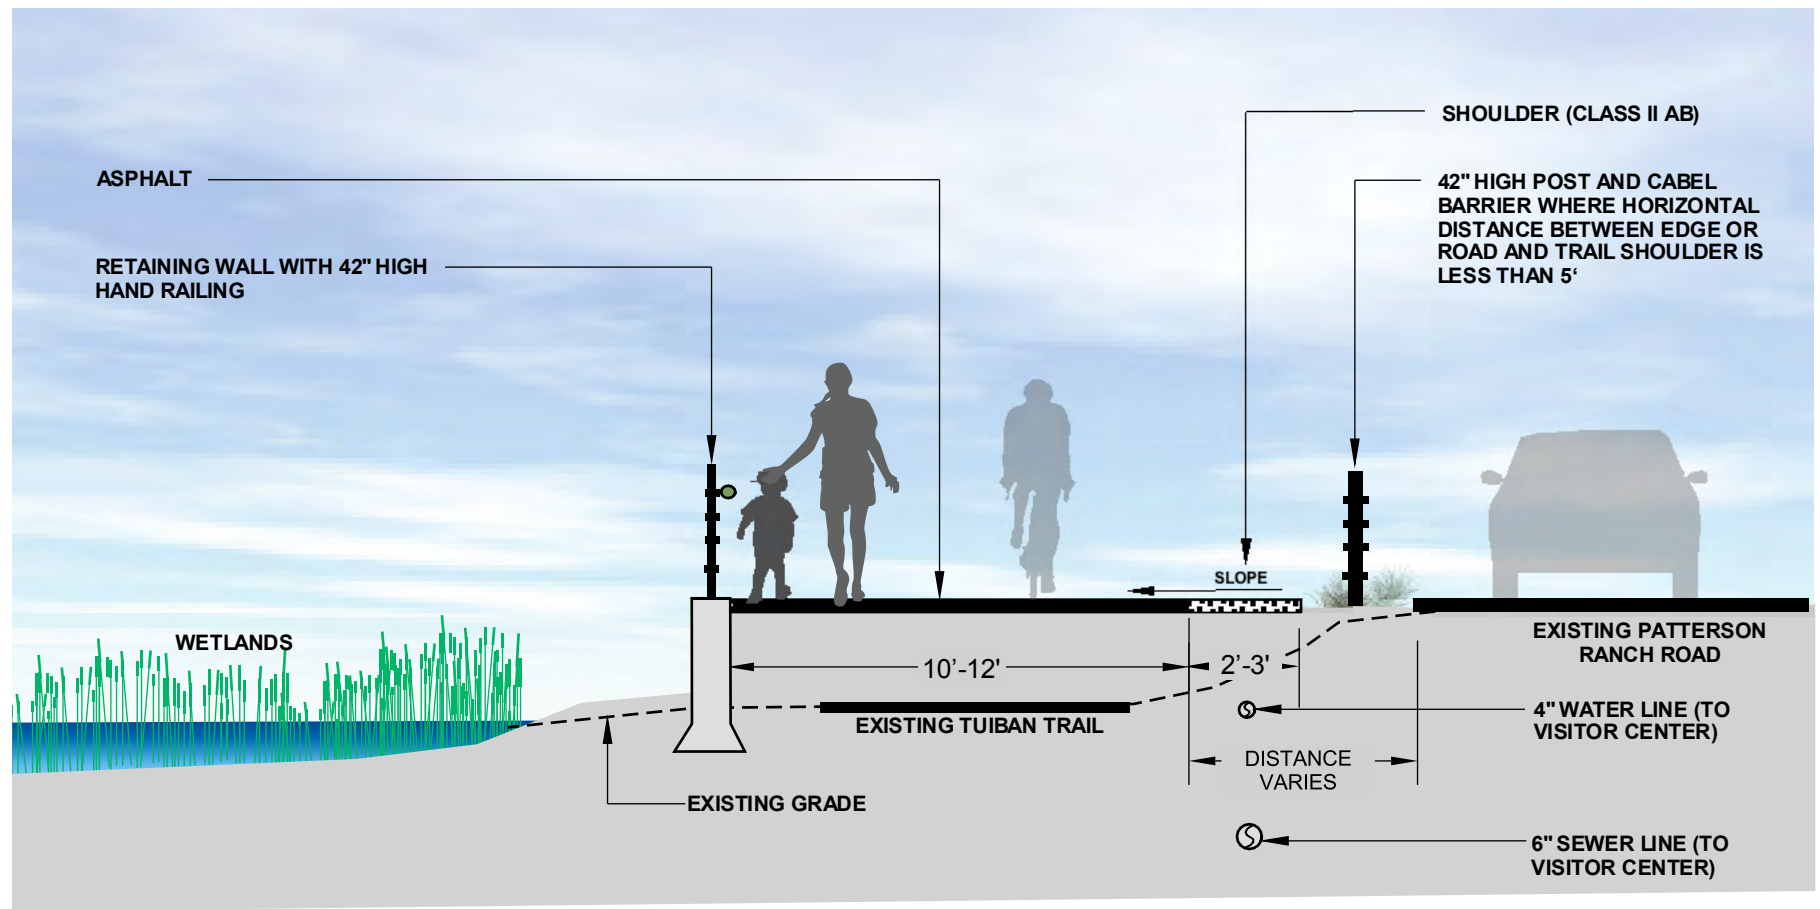 SHOULDER (CLASS II AB)
ASPHALT
42" HIGH POST AND CABEL
BARRIER WHERE HORIZONTAL
DISTANCE BETWEEN EDGE OR
ROAD AND TRAIL SHOULDER IS
LESS THAN 5‘
RETAINING WALL WITH 42" HIGH
HAND RAILING
SLOPE
WETLANDS
EXISTING PATTERSON
RANCH ROAD
10’-12'
2’-3'
EXISTING TUIBAN TRAIL
4" WATER LINE (TO
VISITOR CENTER)
DISTANCE
VARIES
EXISTING GRADE
6" SEWER LINE (TO
VISITOR CENTER)